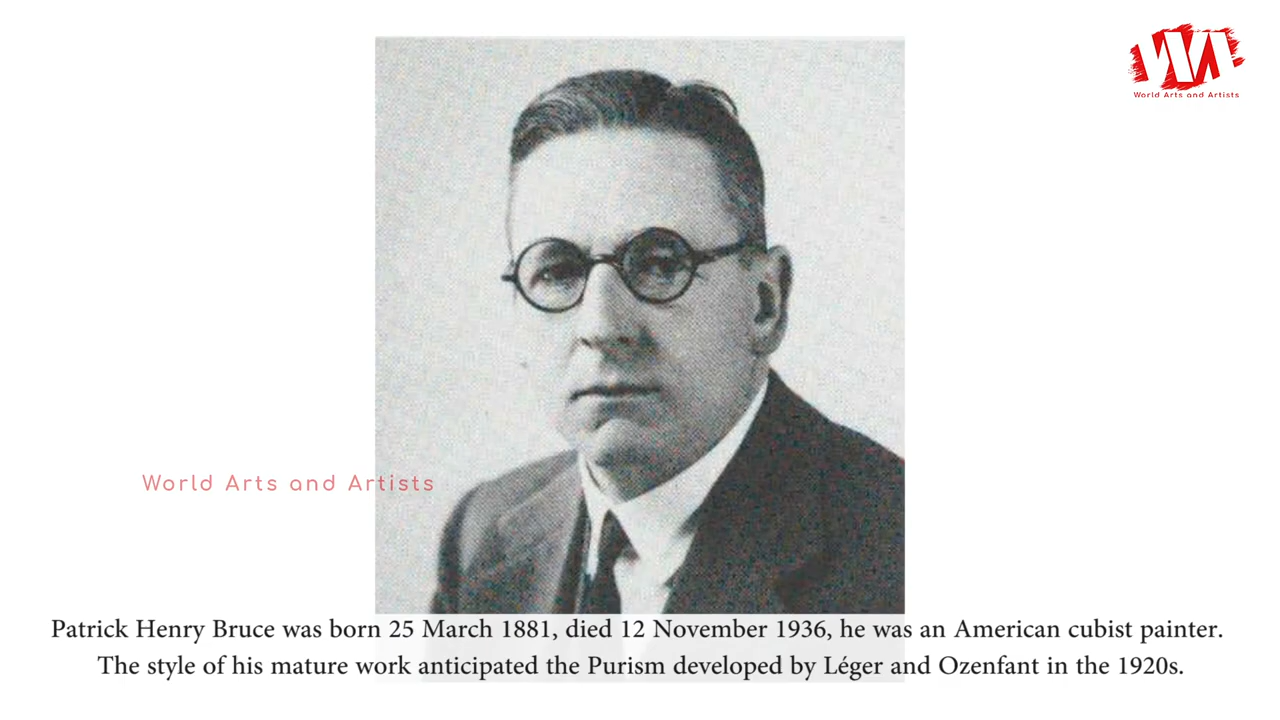 World Arts and Artists
World Arts and Artists
Patrick Henry Bruce was born 25 March 1881, died 12 November 1936, he was an American cubist painter.
The style of his mature work anticipated the Purism developed by Léger and Ozenfant in the 1920s.